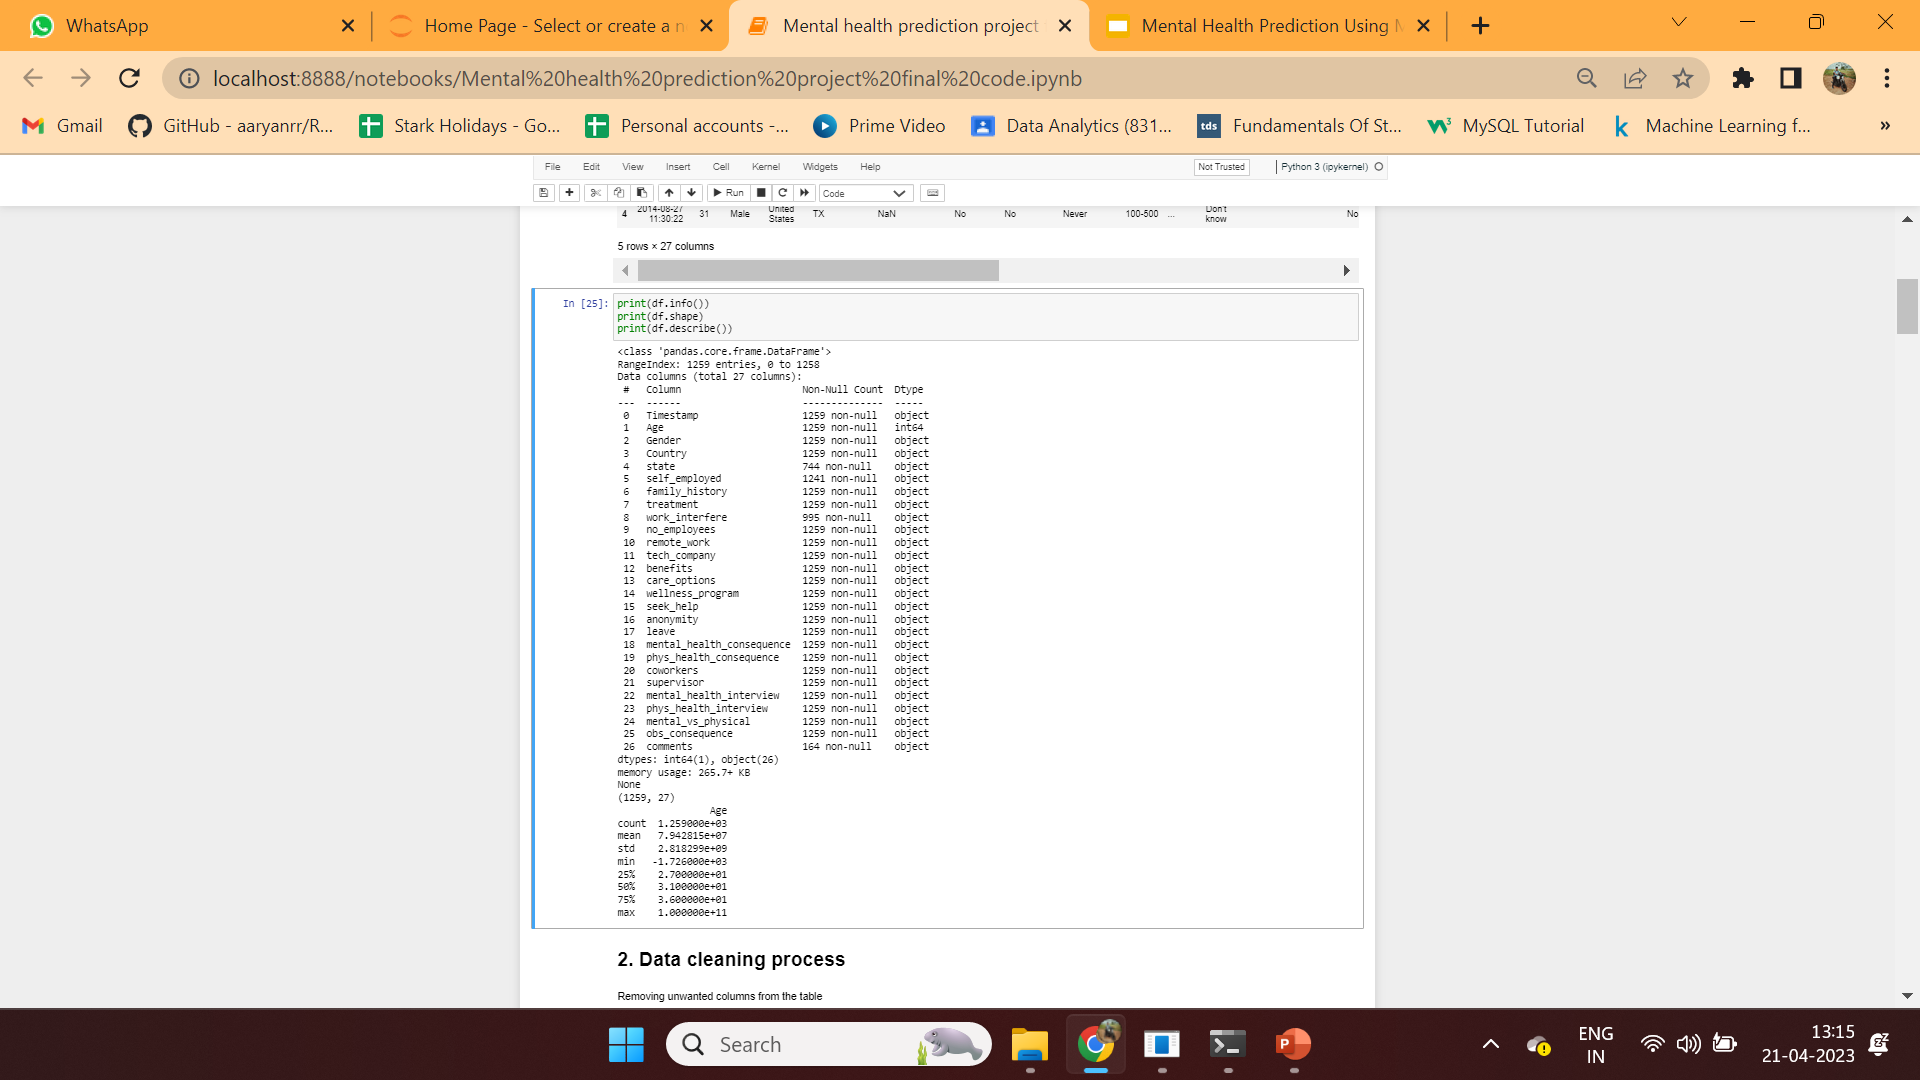 WhatsApp
Home Page - Select or create a n
Mental health prediction project
Mental Health Prediction Using M
localhost:8888/notebooks/Mental%20health%20prediction%20project%20final%20code.ipynb
Gmail
GitHub - aaryanrr/R...
Stark Holidays - Go...
Personal accounts -...
Prime Video
Data Analytics (831...
tds Fundamentals Of St...
MySQL Tutorial
k Machine Learning f...
»
File Edit View Insert Cell Kernel Widgets Help
Not Trusted
Python 3 (ipykernel)
Run
Code
4 2014-08-27 11:30:22 31 Male United States TX NaN No No Never 100-500 ... Don't know No
5 rows × 27 columns
In [25]: print(df.info())
print(df.shape)
print(df.describe())
<class 'pandas.core.frame.DataFrame'>
RangeIndex: 1259 entries, 0 to 1258
Data columns (total 27 columns):
# Column Non-Null Count Dtype
--- ------ -------------- -----
0 Timestamp 1259 non-null object
1 Age 1259 non-null int64
2 Gender 1259 non-null object
3 Country 1259 non-null object
4 state 744 non-null object
5 self_employed 1241 non-null object
6 family_history 1259 non-null object
7 treatment 1259 non-null object
8 work_interfere 995 non-null object
9 no_employees 1259 non-null object
10 remote_work 1259 non-null object
11 tech_company 1259 non-null object
12 benefits 1259 non-null object
13 care_options 1259 non-null object
14 wellness_program 1259 non-null object
15 seek_help 1259 non-null object
16 anonymity 1259 non-null object
17 leave 1259 non-null object
18 mental_health_consequence 1259 non-null object
19 phys_health_consequence 1259 non-null object
20 coworkers 1259 non-null object
21 supervisor 1259 non-null object
22 mental_health_interview 1259 non-null object
23 phys_health_interview 1259 non-null object
24 mental_vs_physical 1259 non-null object
25 obs_consequence 1259 non-null object
26 comments 164 non-null object
dtypes: int64(1), object(26)
memory usage: 265.7+ KB
None
(1259, 27)
Age
count 1.259000e+03
mean 7.942815e+07
std 2.818299e+09
min -1.726000e+03
25% 2.700000e+01
50% 3.100000e+01
75% 3.600000e+01
max 1.000000e+11
2. Data cleaning process
Removing unwanted columns from the table
Search
ENG
IN
13:15
21-04-2023